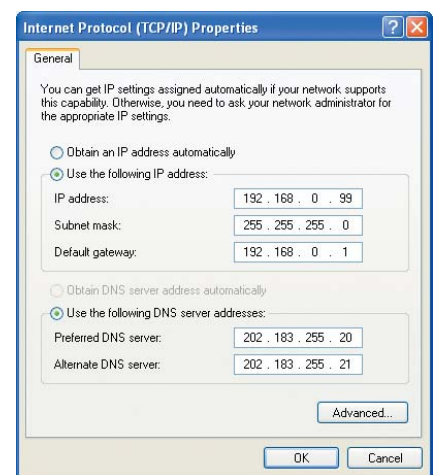 Internet Protocol (TCP/IP) Properties
General
You can get IP settings assigned automatically if your network supports
this capability. Otherwise, you need to ask your network administrator for
the appropriate IP settings.
Obtain an IP address automatically
Use the following IP address:
IP address: 192 . 168 . 0 . 99
Subnet mask: 255 . 255 . 255 . 0
Default gateway: 192 . 168 . 0 . 1
Obtain DNS server address automatically
Use the following DNS server addresses:
Preferred DNS server: 202 . 183 . 255 . 20
Alternate DNS server: 202 . 183 . 255 . 21
Advanced...
OK Cancel